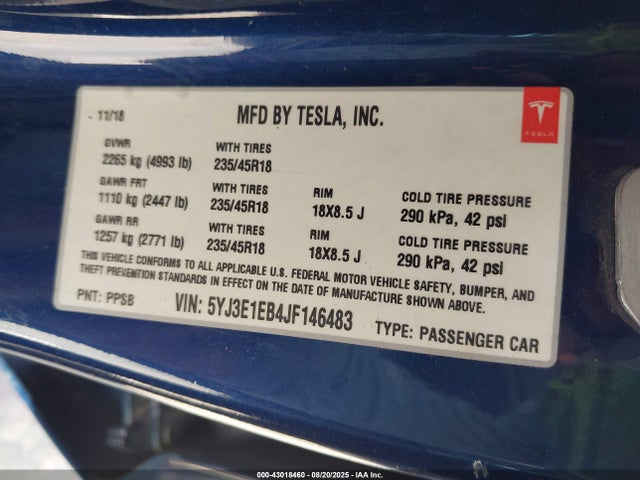 11/18
MFD BY TESLA, INC.
TESLA
GVWR
2265 kg (4993 lb)
WITH TIRES
235/45R18
GAWR FRT
1110 kg (2447 lb)
WITH TIRES
235/45R18
RIM
18X8.5 J
COLD TIRE PRESSURE
290 kPa, 42 psi
GAWR RR
1257 kg (2771 lb)
WITH TIRES
235/45R18
RIM
18X8.5 J
COLD TIRE PRESSURE
290 kPa, 42 psi
THIS VEHICLE CONFORMS TO ALL APPLICABLE U.S. FEDERAL MOTOR VEHICLE SAFETY, BUMPER, AND
THEFT PREVENTION STANDARDS IN EFFECT ON THE DATE OF MANUFACTURE SHOWN ABOVE.
PNT: PPSB
VIN: 5YJ3E1EB4JF146483
TYPE: PASSENGER CAR
000-43018460 - 08/20/2025 - IAA Inc.